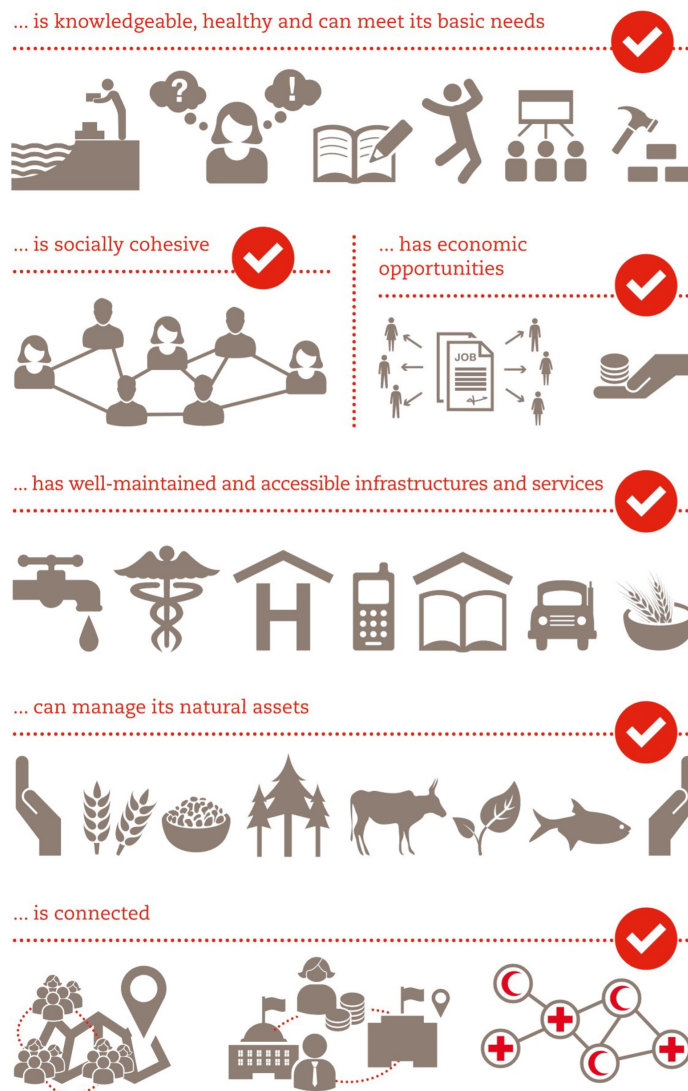 ... is knowledgeable, healthy and can meet its basic needs
?
!
... is socially cohesive
... has economic
opportunities
JOB
... has well-maintained and accessible infrastructures and services
H
... can manage its natural assets
... is connected